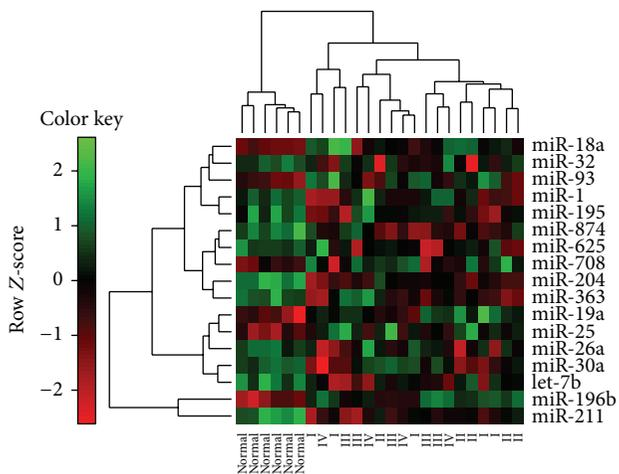 Color key
Row Z-score
2
1
0
−1
−2
miR-18a
miR-32
miR-93
miR-1
miR-195
miR-874
miR-625
miR-708
miR-204
miR-363
miR-19a
miR-25
miR-26a
miR-30a
let-7b
miR-196b
miR-211
Normal
Normal
Normal
Normal
Normal
Normal
I
IV
I
III
III
IV
II
III
IV
I
III
III
IV
II
II
I
I
II
II